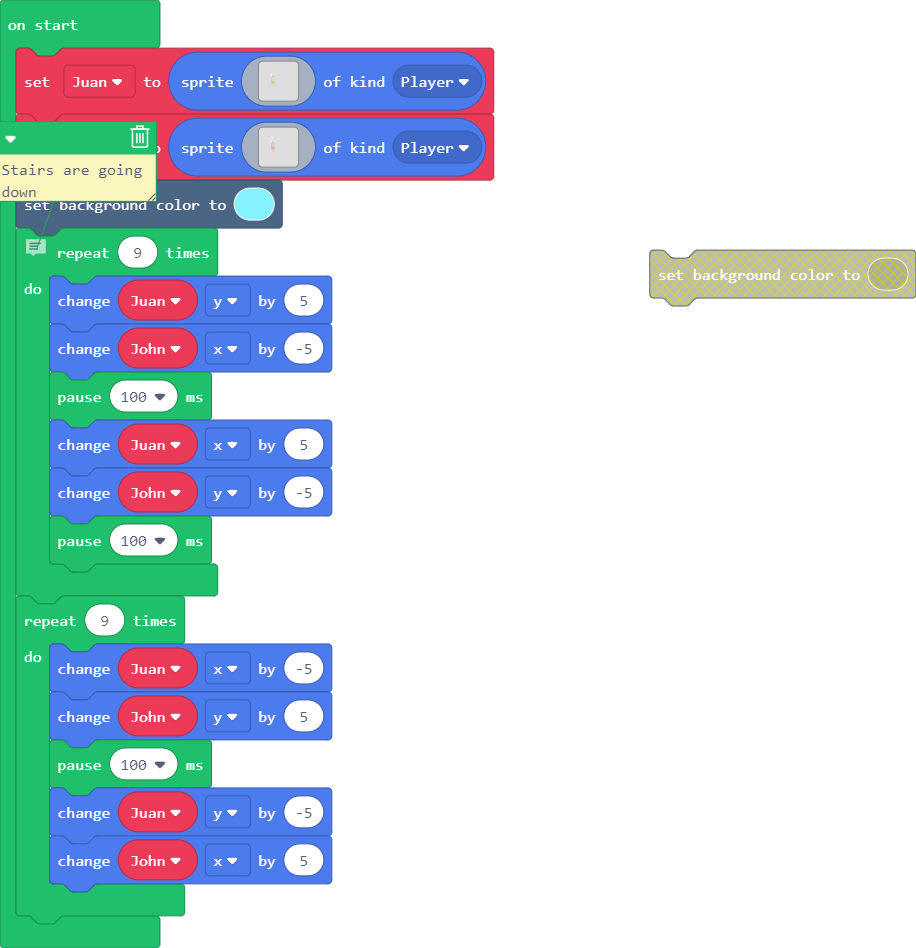 on start
set Juan to sprite of kind Player
sprite of kind Player
Stairs are going
down
set background color to
repeat 9 times
set background color to
do
change Juan y by 5
change John x by -5
pause 100 ms
change Juan x by 5
change John y by -5
pause 100 ms
repeat 9 times
do
change Juan x by -5
change John y by 5
pause 100 ms
change Juan y by -5
change John x by 5